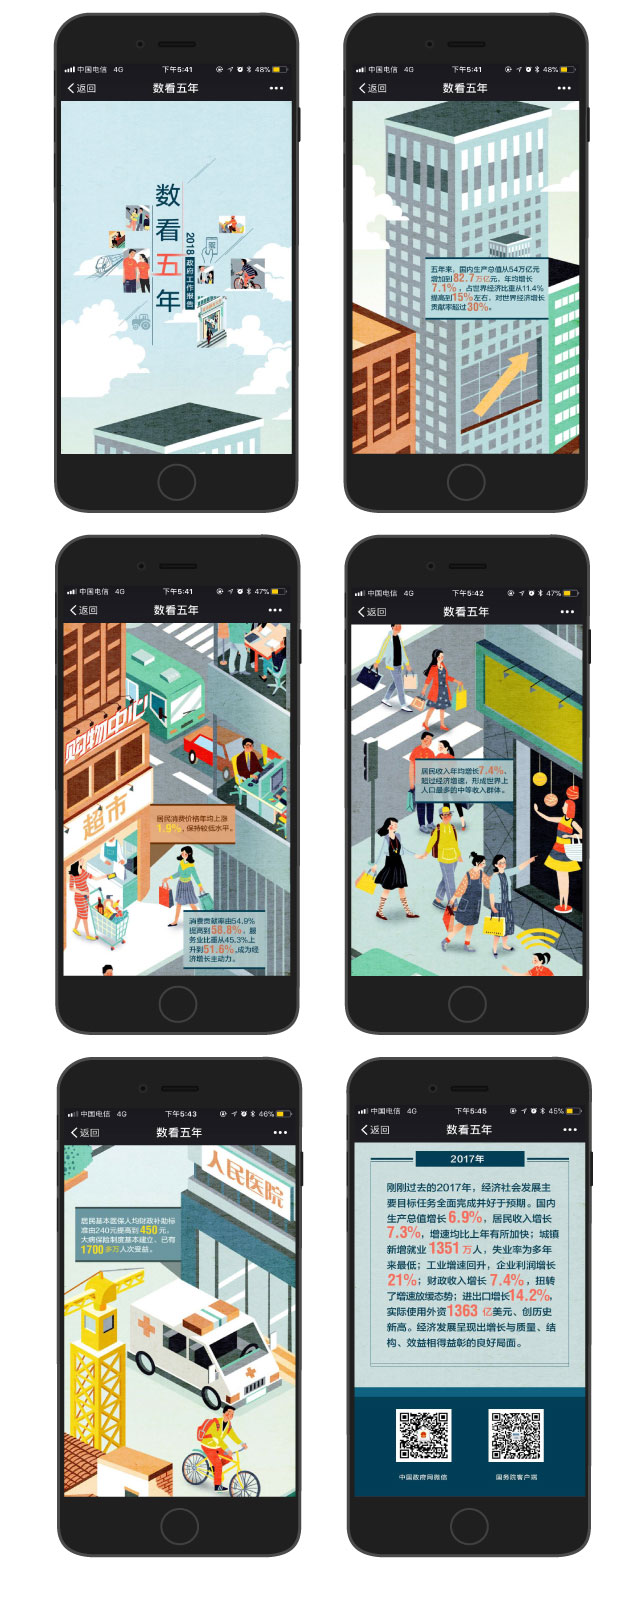 中国电信 4G 下午5:41 48%
返回 数看五年
数看五年
2018政府工作报告
中国电信 4G 下午5:41 48%
返回 数看五年
五年来,国内生产总值从54万亿元
增加到82.7万亿元,年均增长
7.1%,占世界经济比重从11.4%
提高到15%左右,对世界经济增长
贡献率超过30%。
中国电信 4G 下午5:41 47%
返回 数看五年
购物中心
超市
居民消费价格年均上涨
1.9%,保持较低水平。
消费贡献率由54.9%
提高到58.8%,服
务业比重从45.3%上
升到51.6%,成为经
济增长主动力。
中国电信 4G 下午5:42 47%
返回 数看五年
居民收入年均增长7.4%,
超过经济增速,形成世界上
人口最多的中等收入群体。
中国电信 4G 下午5:43 46%
返回 数看五年
人民医院
居民基本医保人均财政补助标
准由240元提高到450元,
大病保险制度基本建立、已有
1700多万人次受益。
中国电信 4G 下午5:45 45%
返回 数看五年
2017年
刚刚过去的2017年,经济社会发展主
要目标任务全面完成并好于预期。国内
生产总值增长6.9%,居民收入增长
7.3%,增速均比上年有所加快;城镇
新增就业1351万人,失业率为多年
来最低;工业增速回升,企业利润增长
21%;财政收入增长7.4%,扭转
了增速放缓态势;进出口增长14.2%,
实际使用外资1363亿美元、创历史
新高。经济发展呈现出增长与质量、结
构、效益相得益彰的良好局面。
中国政府网微信
国务院客户端